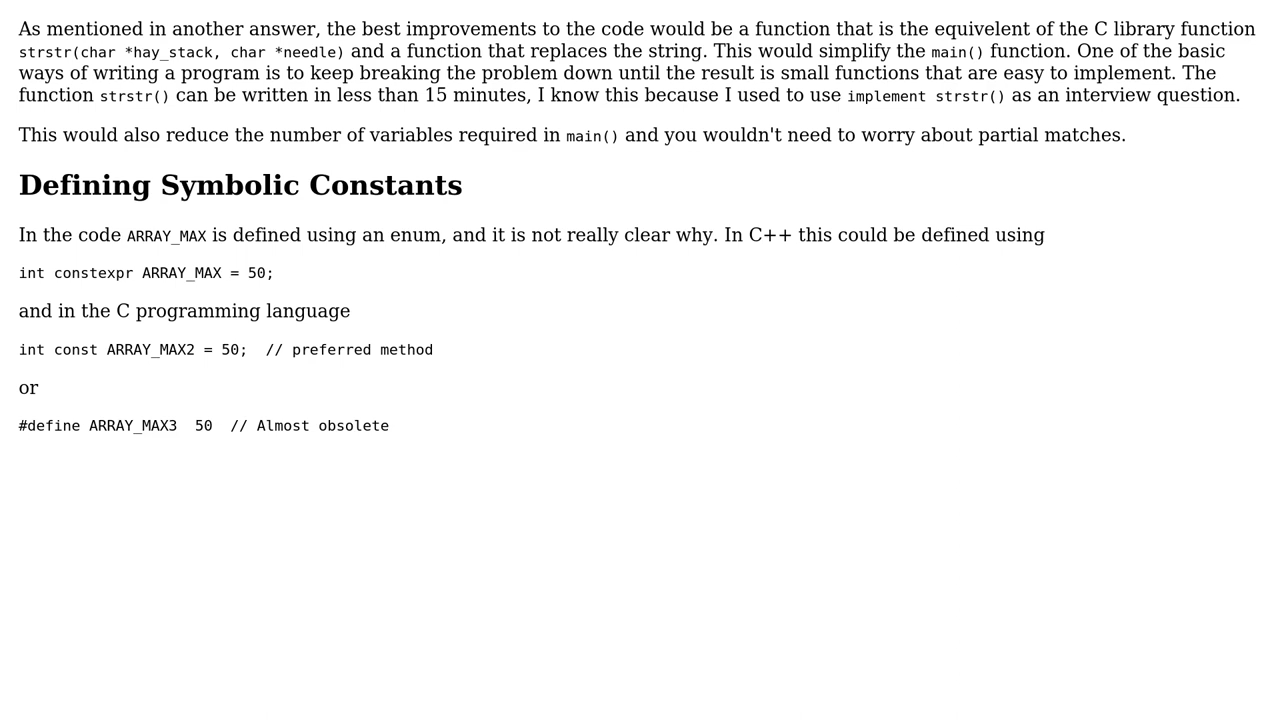 As mentioned in another answer, the best improvements to the code would be a function that is the equivelent of the C library function
strstr(char *hay_stack, char *needle) and a function that replaces the string. This would simplify the main() function. One of the basic
ways of writing a program is to keep breaking the problem down until the result is small functions that are easy to implement. The
function strstr() can be written in less than 15 minutes, I know this because I used to use implement strstr() as an interview question.
This would also reduce the number of variables required in main() and you wouldn't need to worry about partial matches.
Defining Symbolic Constants
In the code ARRAY_MAX is defined using an enum, and it is not really clear why. In C++ this could be defined using
int constexpr ARRAY_MAX = 50;
and in the C programming language
int const ARRAY_MAX2 = 50;  // preferred method
or
#define ARRAY_MAX3  50  // Almost obsolete